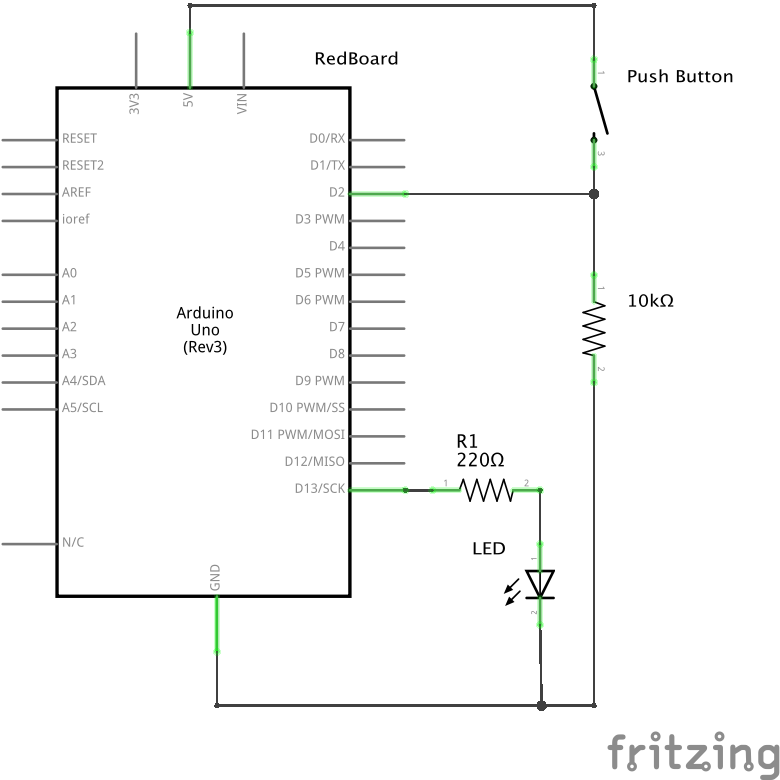 RedBoard
Push Button
3V3
5V
VIN
1
3
RESET
RESET2
AREF
ioref
A0
A1
A2
A3
A4/SDA
A5/SCL
N/C
Arduino
Uno
(Rev3)
D0/RX
D1/TX
D2
D3 PWM
D4
D5 PWM
D6 PWM
D7
D8
D9 PWM
D10 PWM/SS
D11 PWM/MOSI
D12/MISO
D13/SCK
GND
1
10kΩ
2
R1
220Ω
1
2
LED
1
2
fritzing